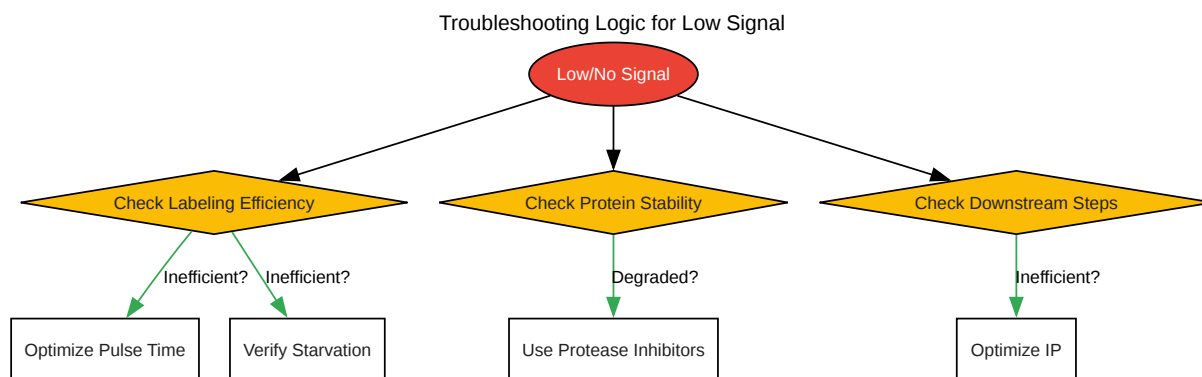 Troubleshooting Logic for Low Signal
Low/No Signal
Check Labeling Efficiency
Check Protein Stability
Check Downstream Steps
Inefficient?
Inefficient?
Degraded?
Inefficient?
Optimize Pulse Time
Verify Starvation
Use Protease Inhibitors
Optimize IP